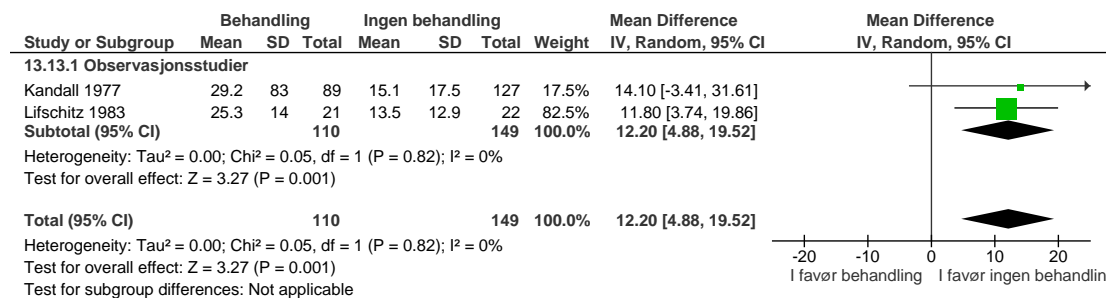 Behandling Ingen behandling Mean Difference Mean Difference
Study or Subgroup Mean SD Total Mean SD Total Weight IV, Random, 95% CI IV, Random, 95% CI
13.13.1 Observasjonsstudier
Kandall 1977 29.2 83 89 15.1 17.5 127 17.5% 14.10 [-3.41, 31.61]
Lifschitz 1983 25.3 14 21 13.5 12.9 22 82.5% 11.80 [3.74, 19.86]
Subtotal (95% CI) 110 149 100.0% 12.20 [4.88, 19.52]
Heterogeneity: Tau² = 0.00; Chi² = 0.05, df = 1 (P = 0.82); I² = 0%
Test for overall effect: Z = 3.27 (P = 0.001)
Total (95% CI) 110 149 100.0% 12.20 [4.88, 19.52]
Heterogeneity: Tau² = 0.00; Chi² = 0.05, df = 1 (P = 0.82); I² = 0%
Test for overall effect: Z = 3.27 (P = 0.001)
Test for subgroup differences: Not applicable
-20 -10 0 10 20
I favør behandling I favør ingen behandlin